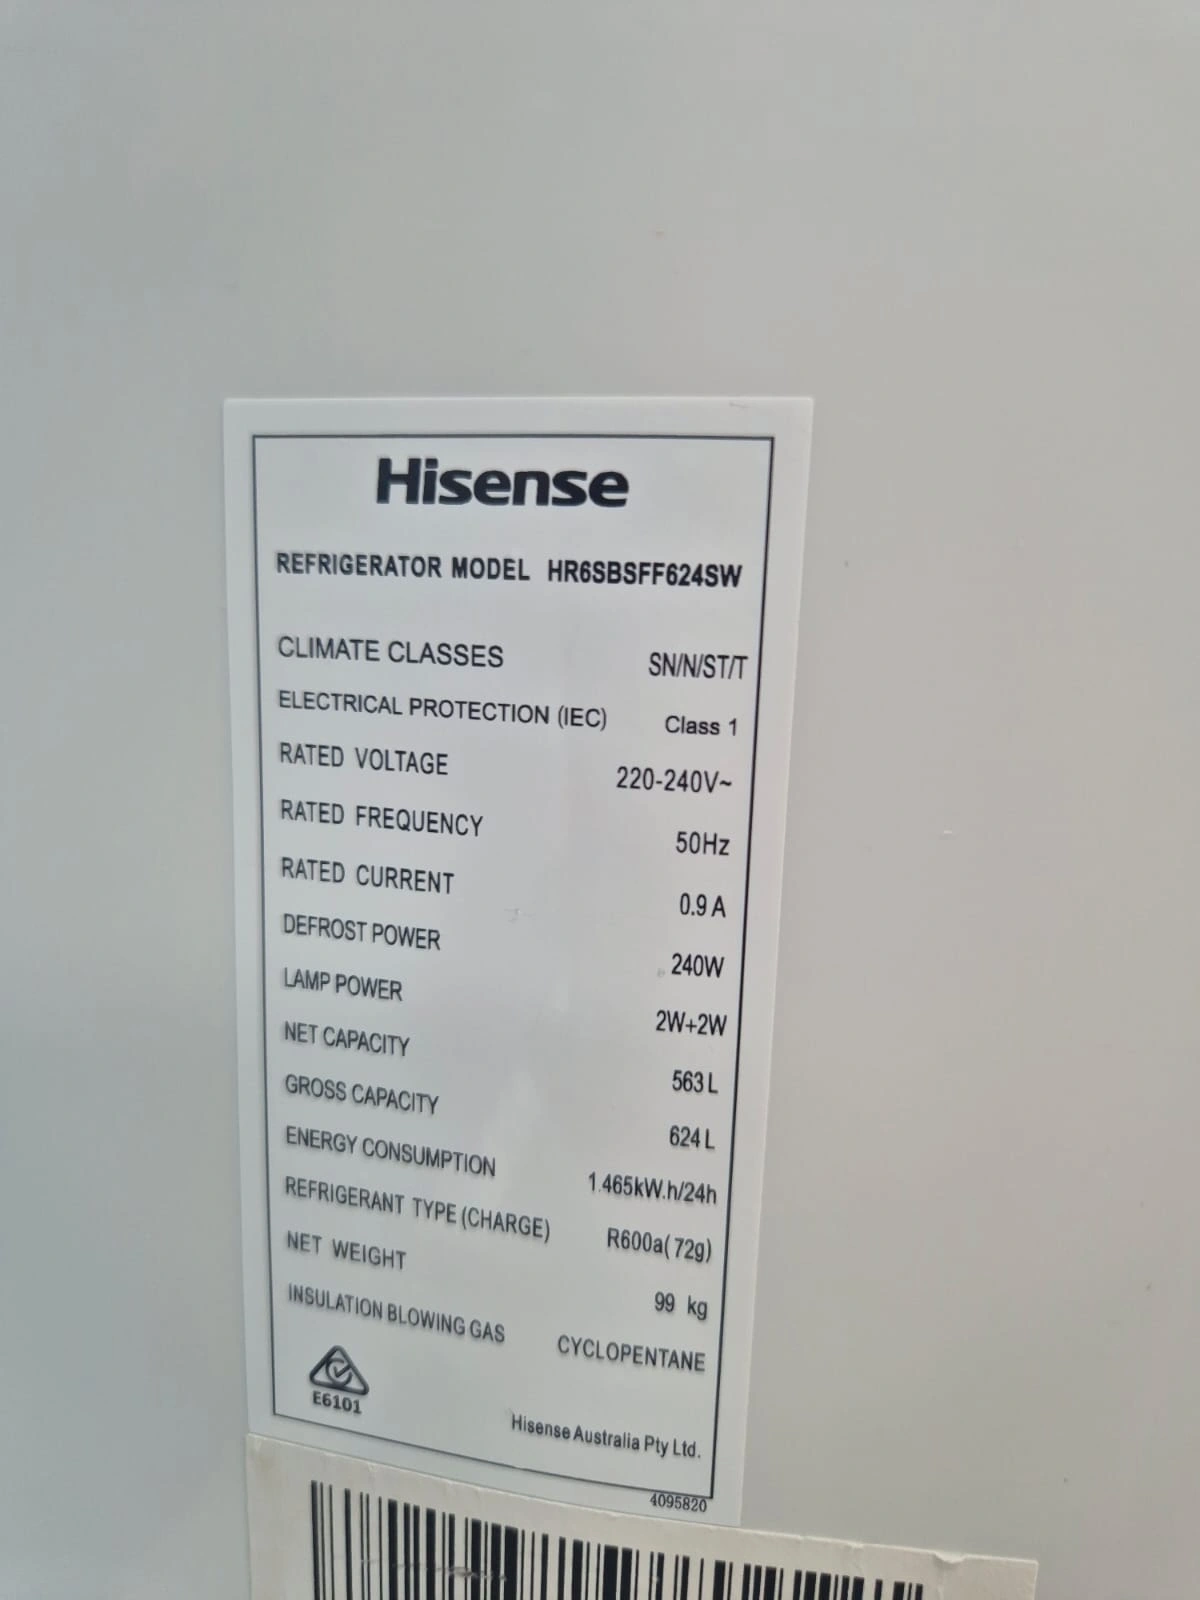 Hisense
REFRIGERATOR MODEL HR6SBSFF624SW
CLIMATE CLASSES SN/N/ST/T
ELECTRICAL PROTECTION (IEC) Class 1
RATED VOLTAGE 220-240V~
RATED FREQUENCY 50Hz
RATED CURRENT 0.9 A
DEFROST POWER 240W
LAMP POWER 2W+2W
NET CAPACITY 563 L
GROSS CAPACITY 624 L
ENERGY CONSUMPTION 1.465kW.h/24h
REFRIGERANT TYPE (CHARGE) R600a(72g)
NET WEIGHT 99 kg
INSULATION BLOWING GAS CYCLOPENTANE
E6101
Hisense Australia Pty Ltd.
4095820